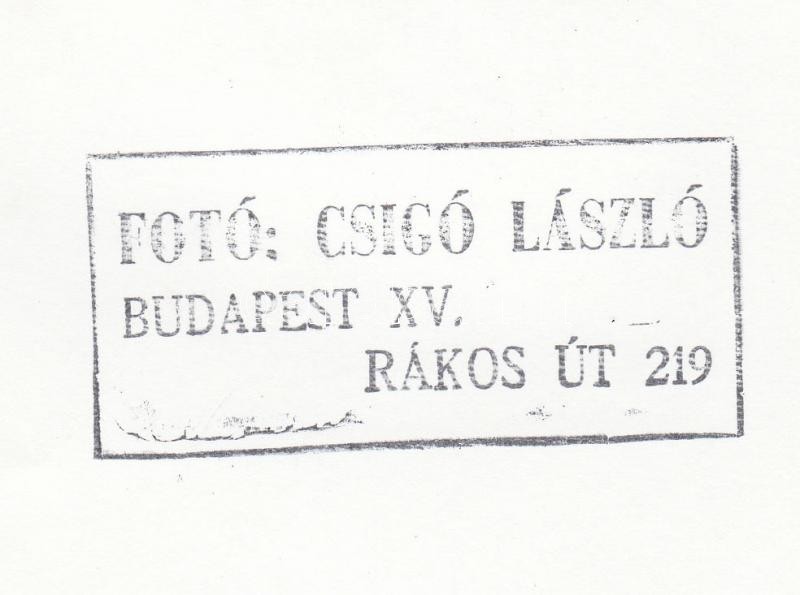 FOTÓ: CSIGÓ LÁSZLÓ
BUDAPEST XV.
RÁKOS ÚT 219